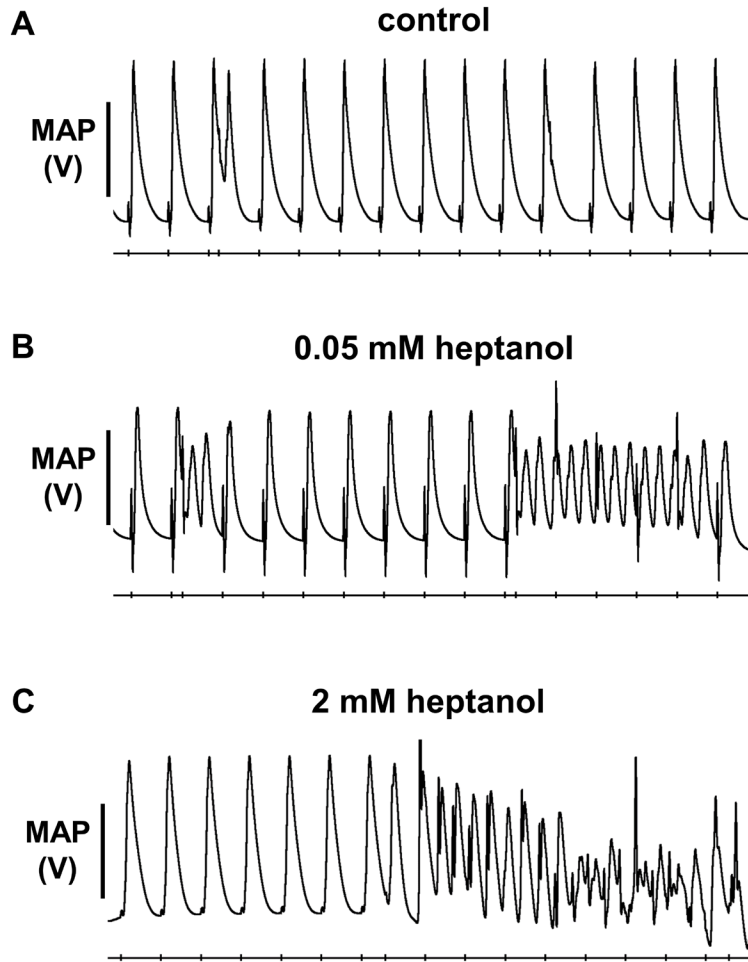 A
control
MAP
(V)
B
0.05 mM heptanol
MAP
(V)
C
2 mM heptanol
MAP
(V)